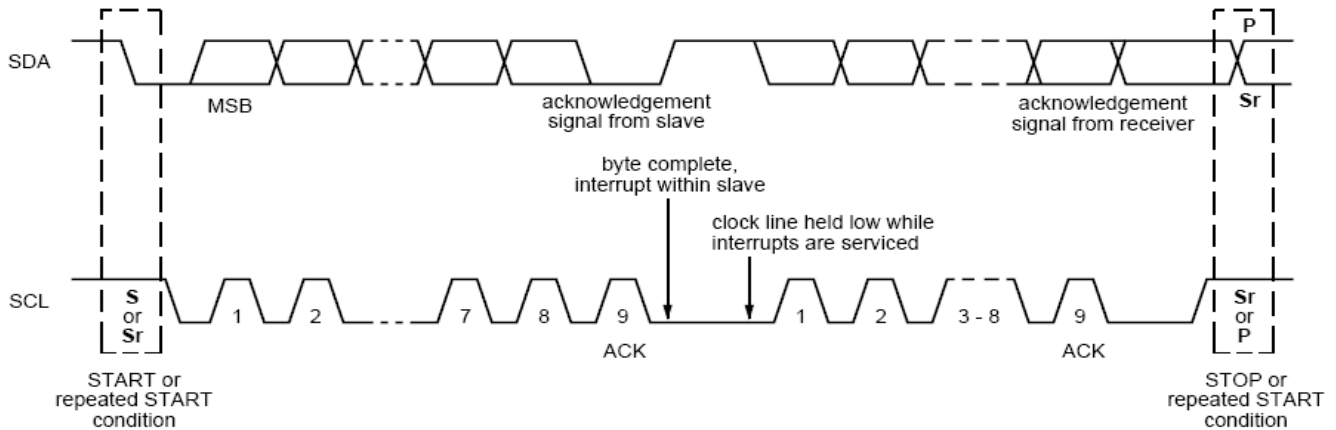 P
SDA
MSB
acknowledgement
signal from slave
acknowledgement
signal from receiver
Sr
byte complete,
interrupt within slave
clock line held low while
interrupts are serviced
SCL
S
or
Sr
1
2
7
8
9
1
2
3 - 8
9
Sr
or
P
ACK
ACK
START or
repeated START
condition
STOP or
repeated START
condition